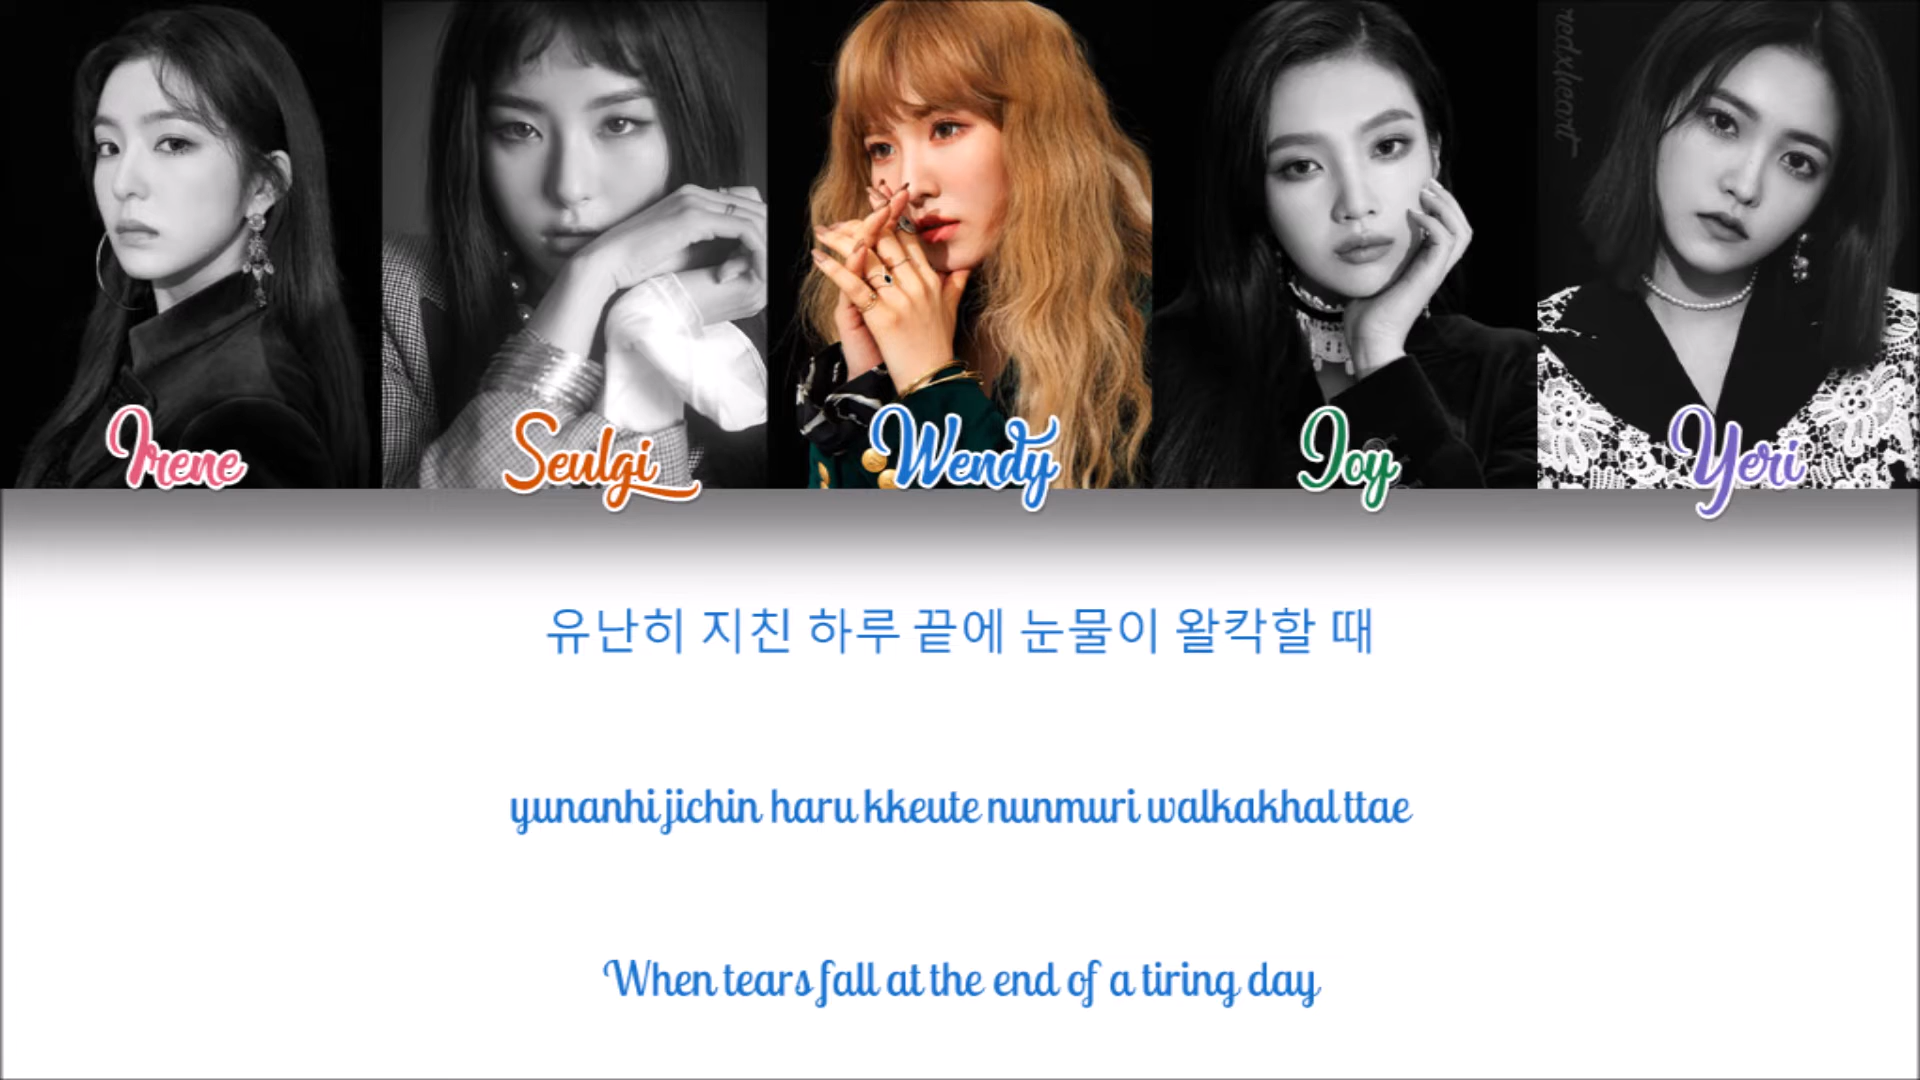 Irene
Seulgi
Wendy
Joy
Yeri
유난히 지친 하루 끝에 눈물이 왈칵할 때
yunanhi jichin haru kkeute nunmuri walkakhal ttae
When tears fall at the end of a tiring day